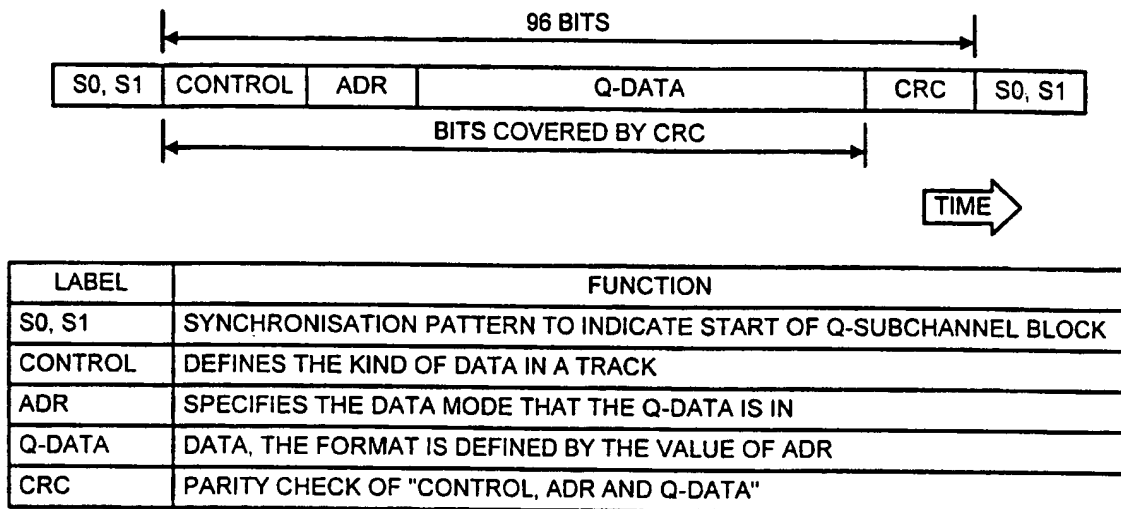 96 BITS
S0, S1 CONTROL ADR Q-DATA CRC S0, S1
BITS COVERED BY CRC
TIME
LABEL FUNCTION
S0, S1 SYNCHRONISATION PATTERN TO INDICATE START OF Q-SUBCHANNEL BLOCK
CONTROL DEFINES THE KIND OF DATA IN A TRACK
ADR SPECIFIES THE DATA MODE THAT THE Q-DATA IS IN
Q-DATA DATA, THE FORMAT IS DEFINED BY THE VALUE OF ADR
CRC PARITY CHECK OF "CONTROL, ADR AND Q-DATA"